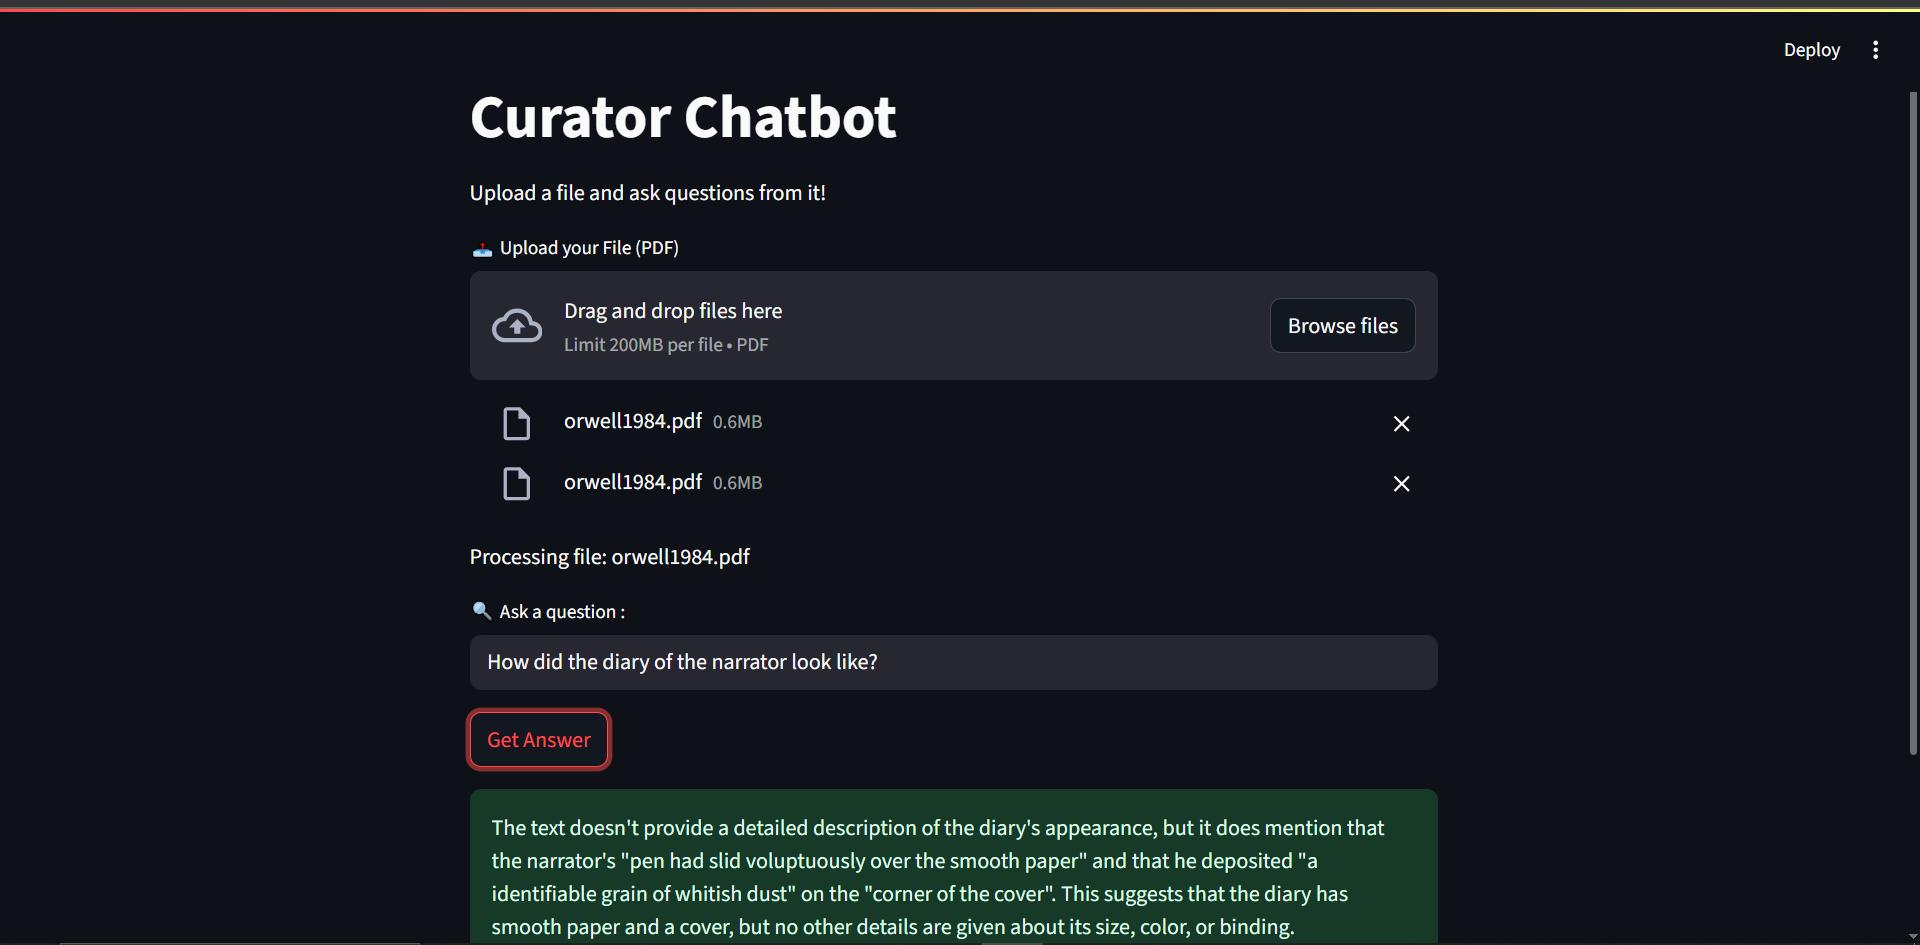 Deploy
Curator Chatbot
Upload a file and ask questions from it!
Upload your File (PDF)
Drag and drop files here
Limit 200MB per file • PDF
Browse files
orwell1984.pdf 0.6MB
orwell1984.pdf 0.6MB
Processing file: orwell1984.pdf
Ask a question :
How did the diary of the narrator look like?
Get Answer
The text doesn't provide a detailed description of the diary's appearance, but it does mention that
the narrator's "pen had slid voluptuously over the smooth paper" and that he deposited "a
identifiable grain of whitish dust" on the "corner of the cover". This suggests that the diary has
smooth paper and a cover, but no other details are given about its size, color, or binding.